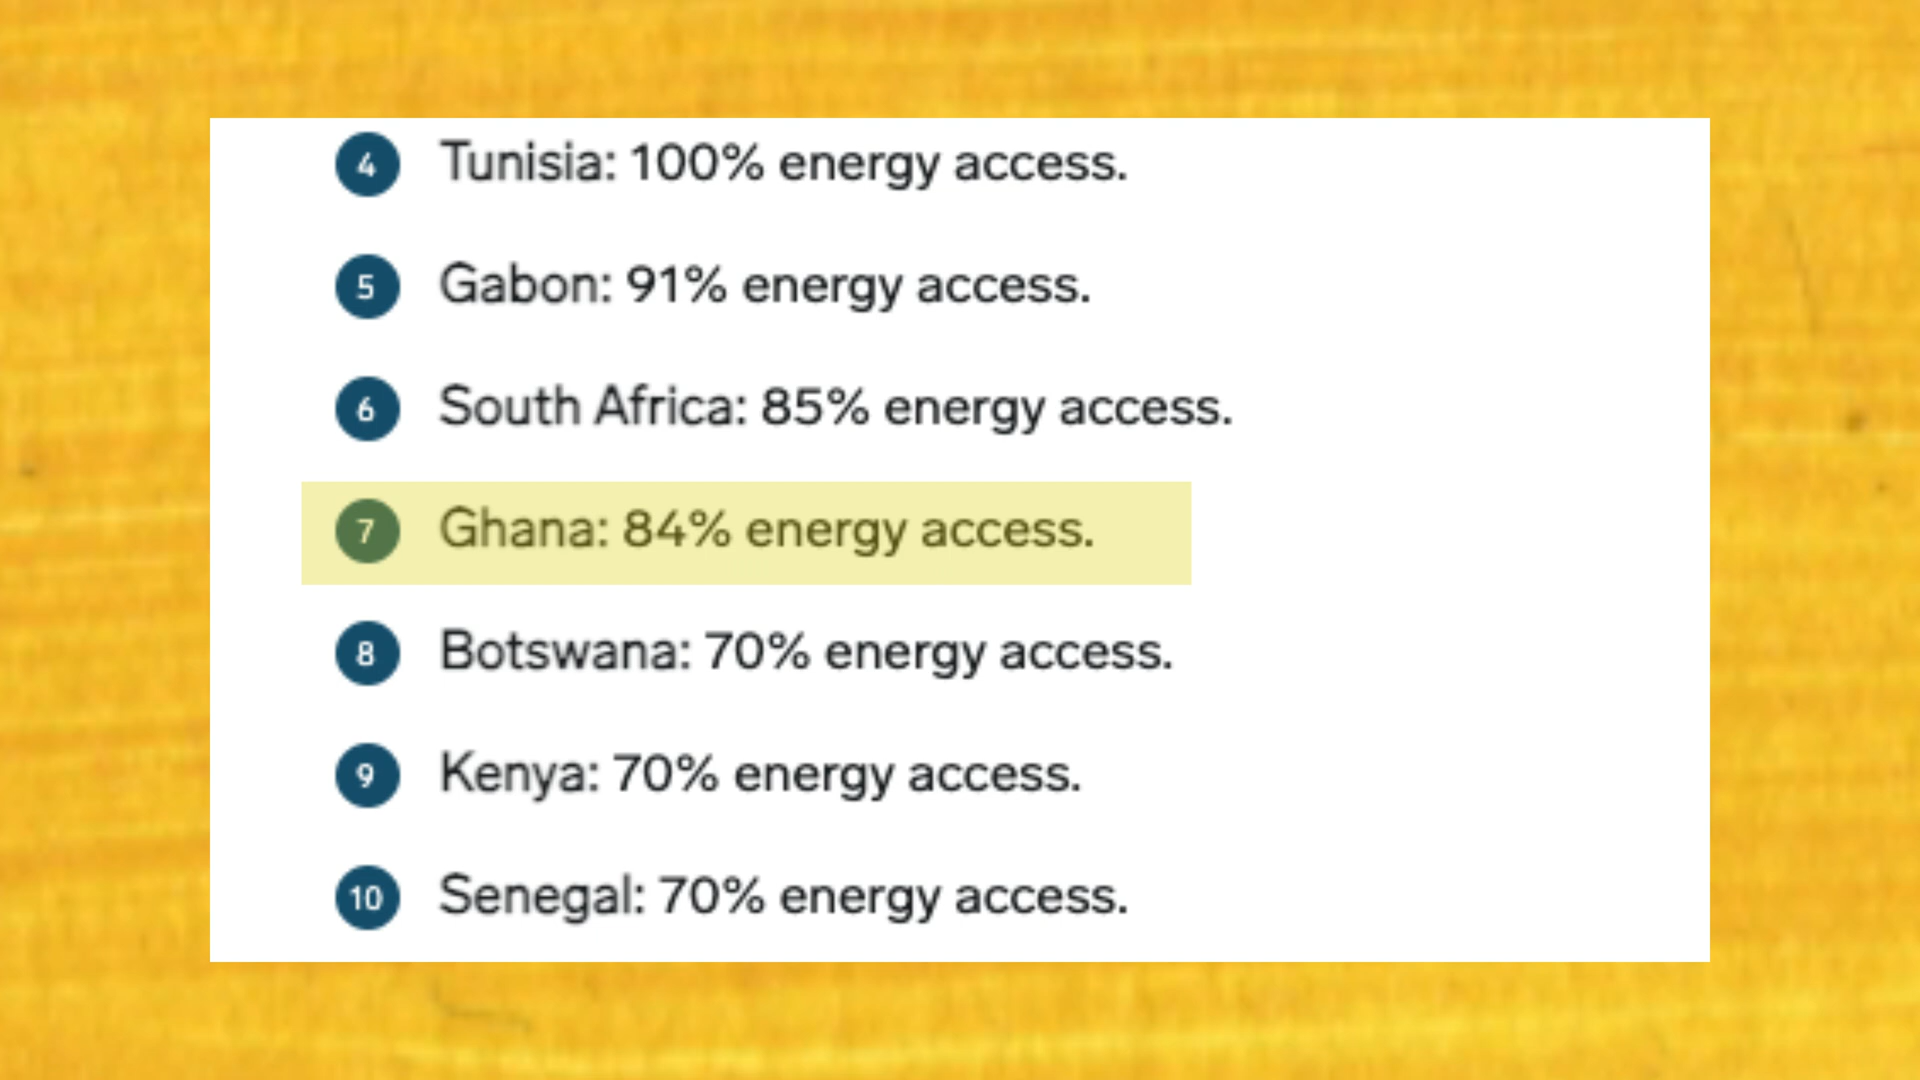 4 Tunisia: 100% energy access.
5 Gabon: 91% energy access.
6 South Africa: 85% energy access.
7 Ghana: 84% energy access.
8 Botswana: 70% energy access.
9 Kenya: 70% energy access.
10 Senegal: 70% energy access.